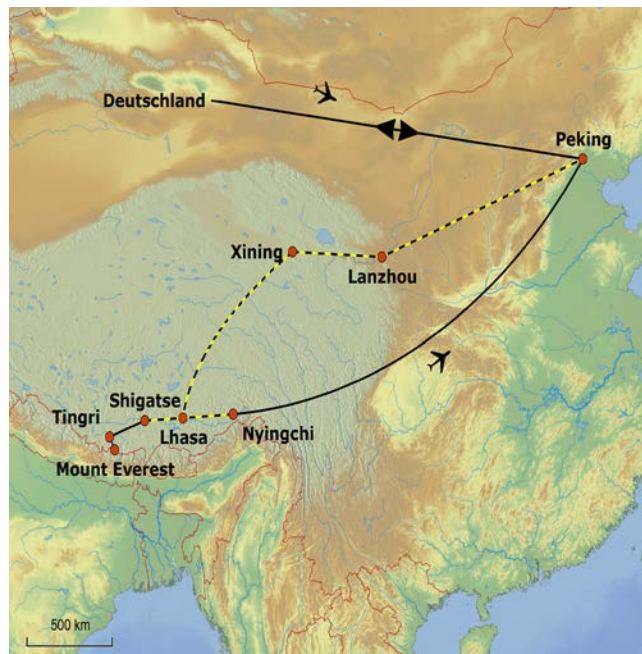 Deutschland
Peking
Xining
Lanzhou
Shigatse
Tingri
Lhasa
Nyingchi
Mount Everest
500 km